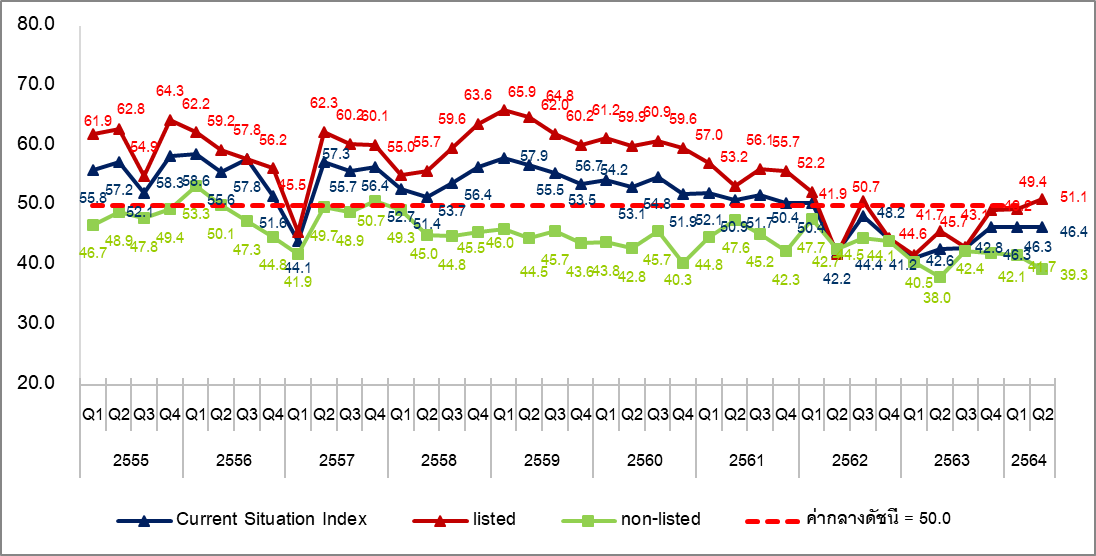 80.0
70.0
60.0
50.0
40.0
30.0
20.0
61.9 62.8 54.9 64.3 62.2 59.2 57.8 56.2 45.5 62.3 60.2 60.1 55.0 55.7 59.6 63.6 65.9 64.8 62.0 60.2 61.2 59.9 60.9 59.6 57.0 53.2 56.1 55.7 52.2 41.9 50.7 44.6 41.7 45.7 43.4 49.4 51.1
55.8 57.2 52.1 58.3 58.6 55.6 57.8 51.6 44.1 57.3 55.7 56.4 52.7 51.4 53.7 56.4 57.9 55.5 53.5 56.7 54.2 53.1 54.8 51.9 52.1 50.9 51.7 50.4 50.4 42.2 48.2 44.4 41.2 42.6 42.8 46.3 46.3 46.4
46.7 48.9 47.8 49.4 53.3 50.1 47.3 44.8 41.9 49.7 48.9 50.7 49.3 45.0 44.8 45.5 46.0 44.5 45.7 43.6 43.8 42.8 45.7 40.3 44.8 47.6 45.2 42.3 47.7 42.7 44.5 44.1 40.5 38.0 42.4 42.1 39.3
Q1 Q2 Q3 Q4 Q1 Q2 Q3 Q4 Q1 Q2 Q3 Q4 Q1 Q2 Q3 Q4 Q1 Q2 Q3 Q4 Q1 Q2 Q3 Q4 Q1 Q2 Q3 Q4 Q1 Q2 Q3 Q4 Q1 Q2 Q3 Q4 Q1 Q2
2555 2556 2557 2558 2559 2560 2561 2562 2563 2564
Current Situation Index listed non-listed ค่ากลางดัชนี = 50.0